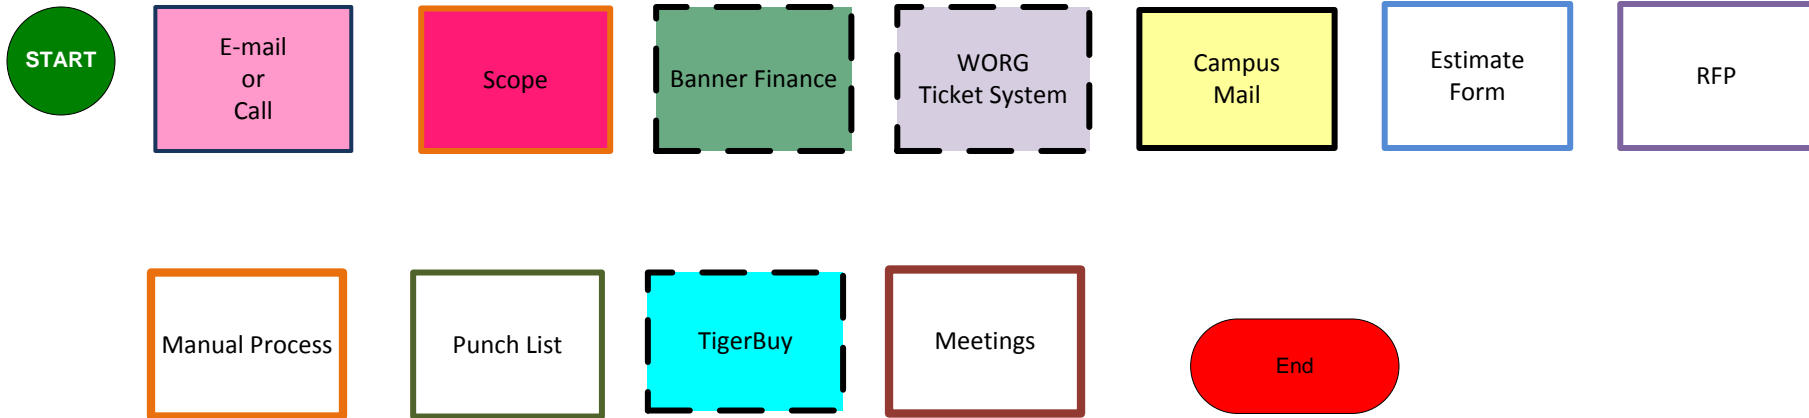 START
E-mail
or
Call
Scope
Banner Finance
WORG
Ticket System
Campus
Mail
Estimate
Form
RFP
Manual Process
Punch List
TigerBuy
Meetings
End